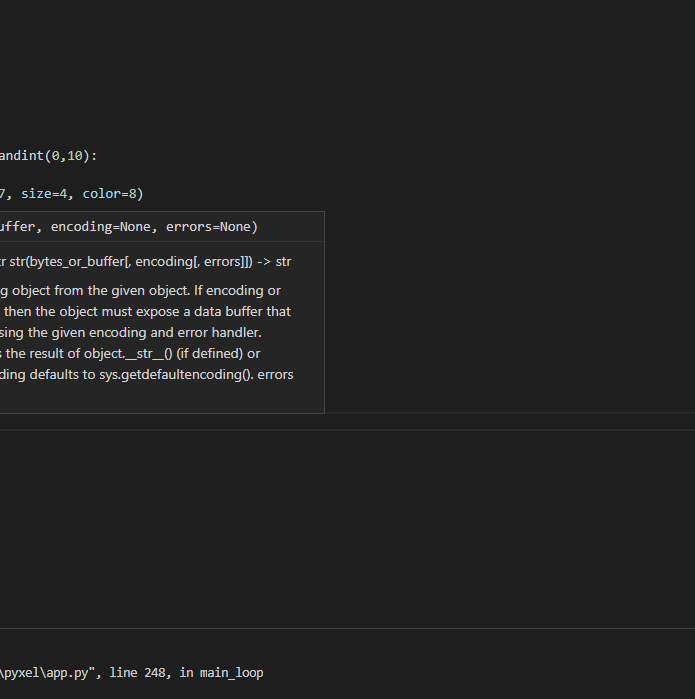 andint(0,10):
7, size=4, color=8)
uffer, encoding=None, errors=None)
r str(bytes_or_buffer[, encoding[, errors]]) -> str
g object from the given object. If encoding or
then the object must expose a data buffer that
sing the given encoding and error handler.
s the result of object.__str__() (if defined) or
ding defaults to sys.getdefaultencoding(). errors
\pyxel\app.py", line 248, in main_loop